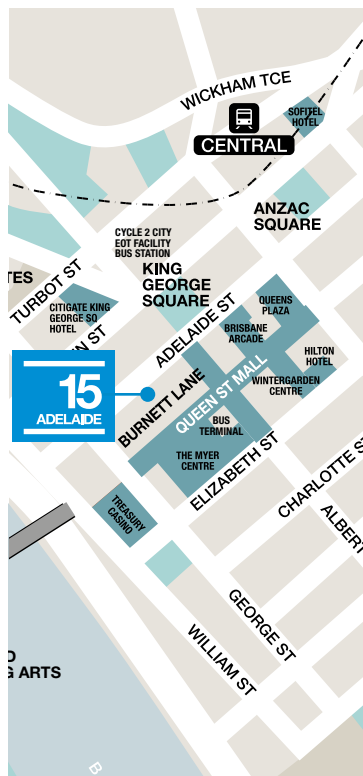 WICKHAM TCE
SOFITEL
HOTEL
CENTRAL
ANZAC
SQUARE
CYCLE 2 CITY
EOT FACILITY
BUS STATION
KING
GEORGE
SQUARE
TES
TURBOT ST
CITIGATE KING
GEORGE SQ
HOTEL
N ST
ADELAIDE ST
QUEENS
PLAZA
BRISBANE
ARCADE
HILTON
HOTEL
WINTERGARDEN
CENTRE
QUEEN ST MALL
BURNETT LANE
15
ADELAIDE
BUS
TERMINAL
THE MYER
CENTRE
ELIZABETH ST
CHARLOTTE S
ALBERT
TREASURY
CASINO
GEORGE ST
WILLIAM ST
G ARTS
B